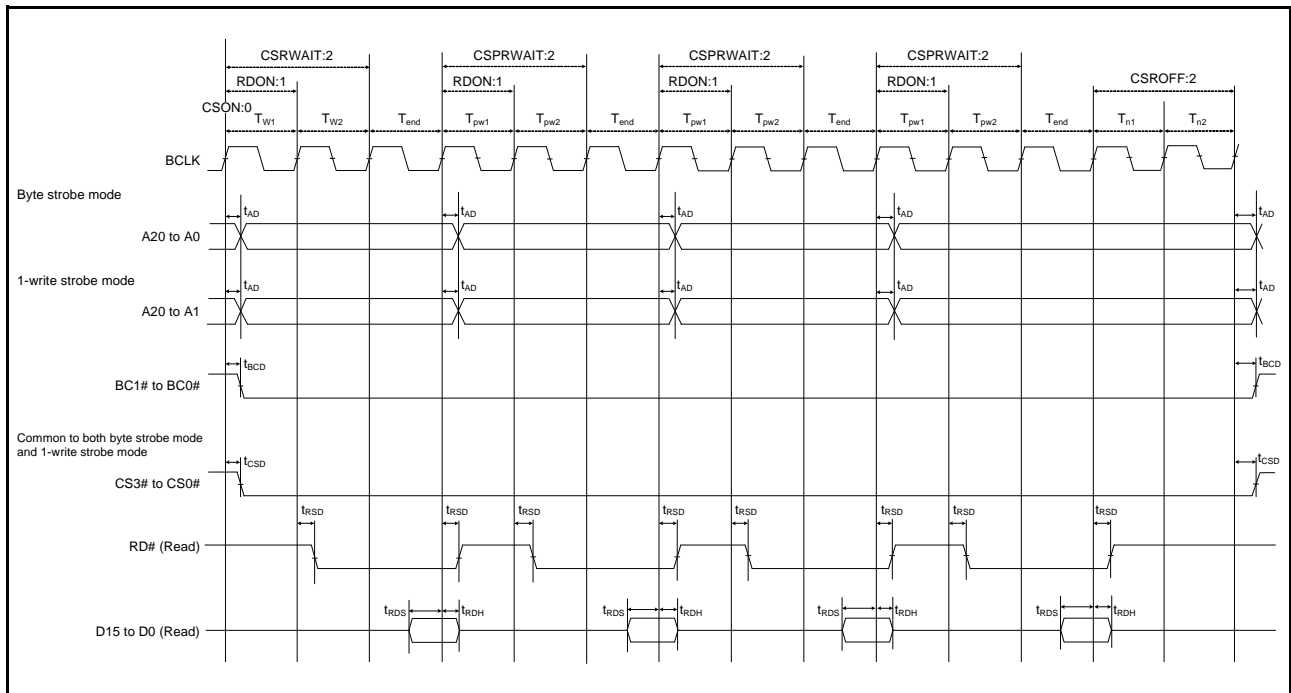 CSRWAIT:2 CSPRWAIT:2 CSPRWAIT:2 CSPRWAIT:2
RDON:1 RDON:1 RDON:1 RDON:1 CSROFF:2
CSON:0
TW1 TW2 Tend Tpw1 Tpw2 Tend Tpw1 Tpw2 Tend Tpw1 Tpw2 Tend Tn1 Tn2
BCLK
Byte strobe mode
tAD tAD tAD tAD tAD
A20 to A0
1-write strobe mode
tAD tAD tAD tAD tAD
A20 to A1
tBCD tBCD
BC1# to BC0#
Common to both byte strobe mode
and 1-write strobe mode
tCSD tCSD
CS3# to CS0#
tRSD tRSD tRSD tRSD tRSD tRSD tRSD tRSD
RD# (Read)
tRDS tRDH tRDS tRDH tRDS tRDH tRDS tRDH
D15 to D0 (Read)